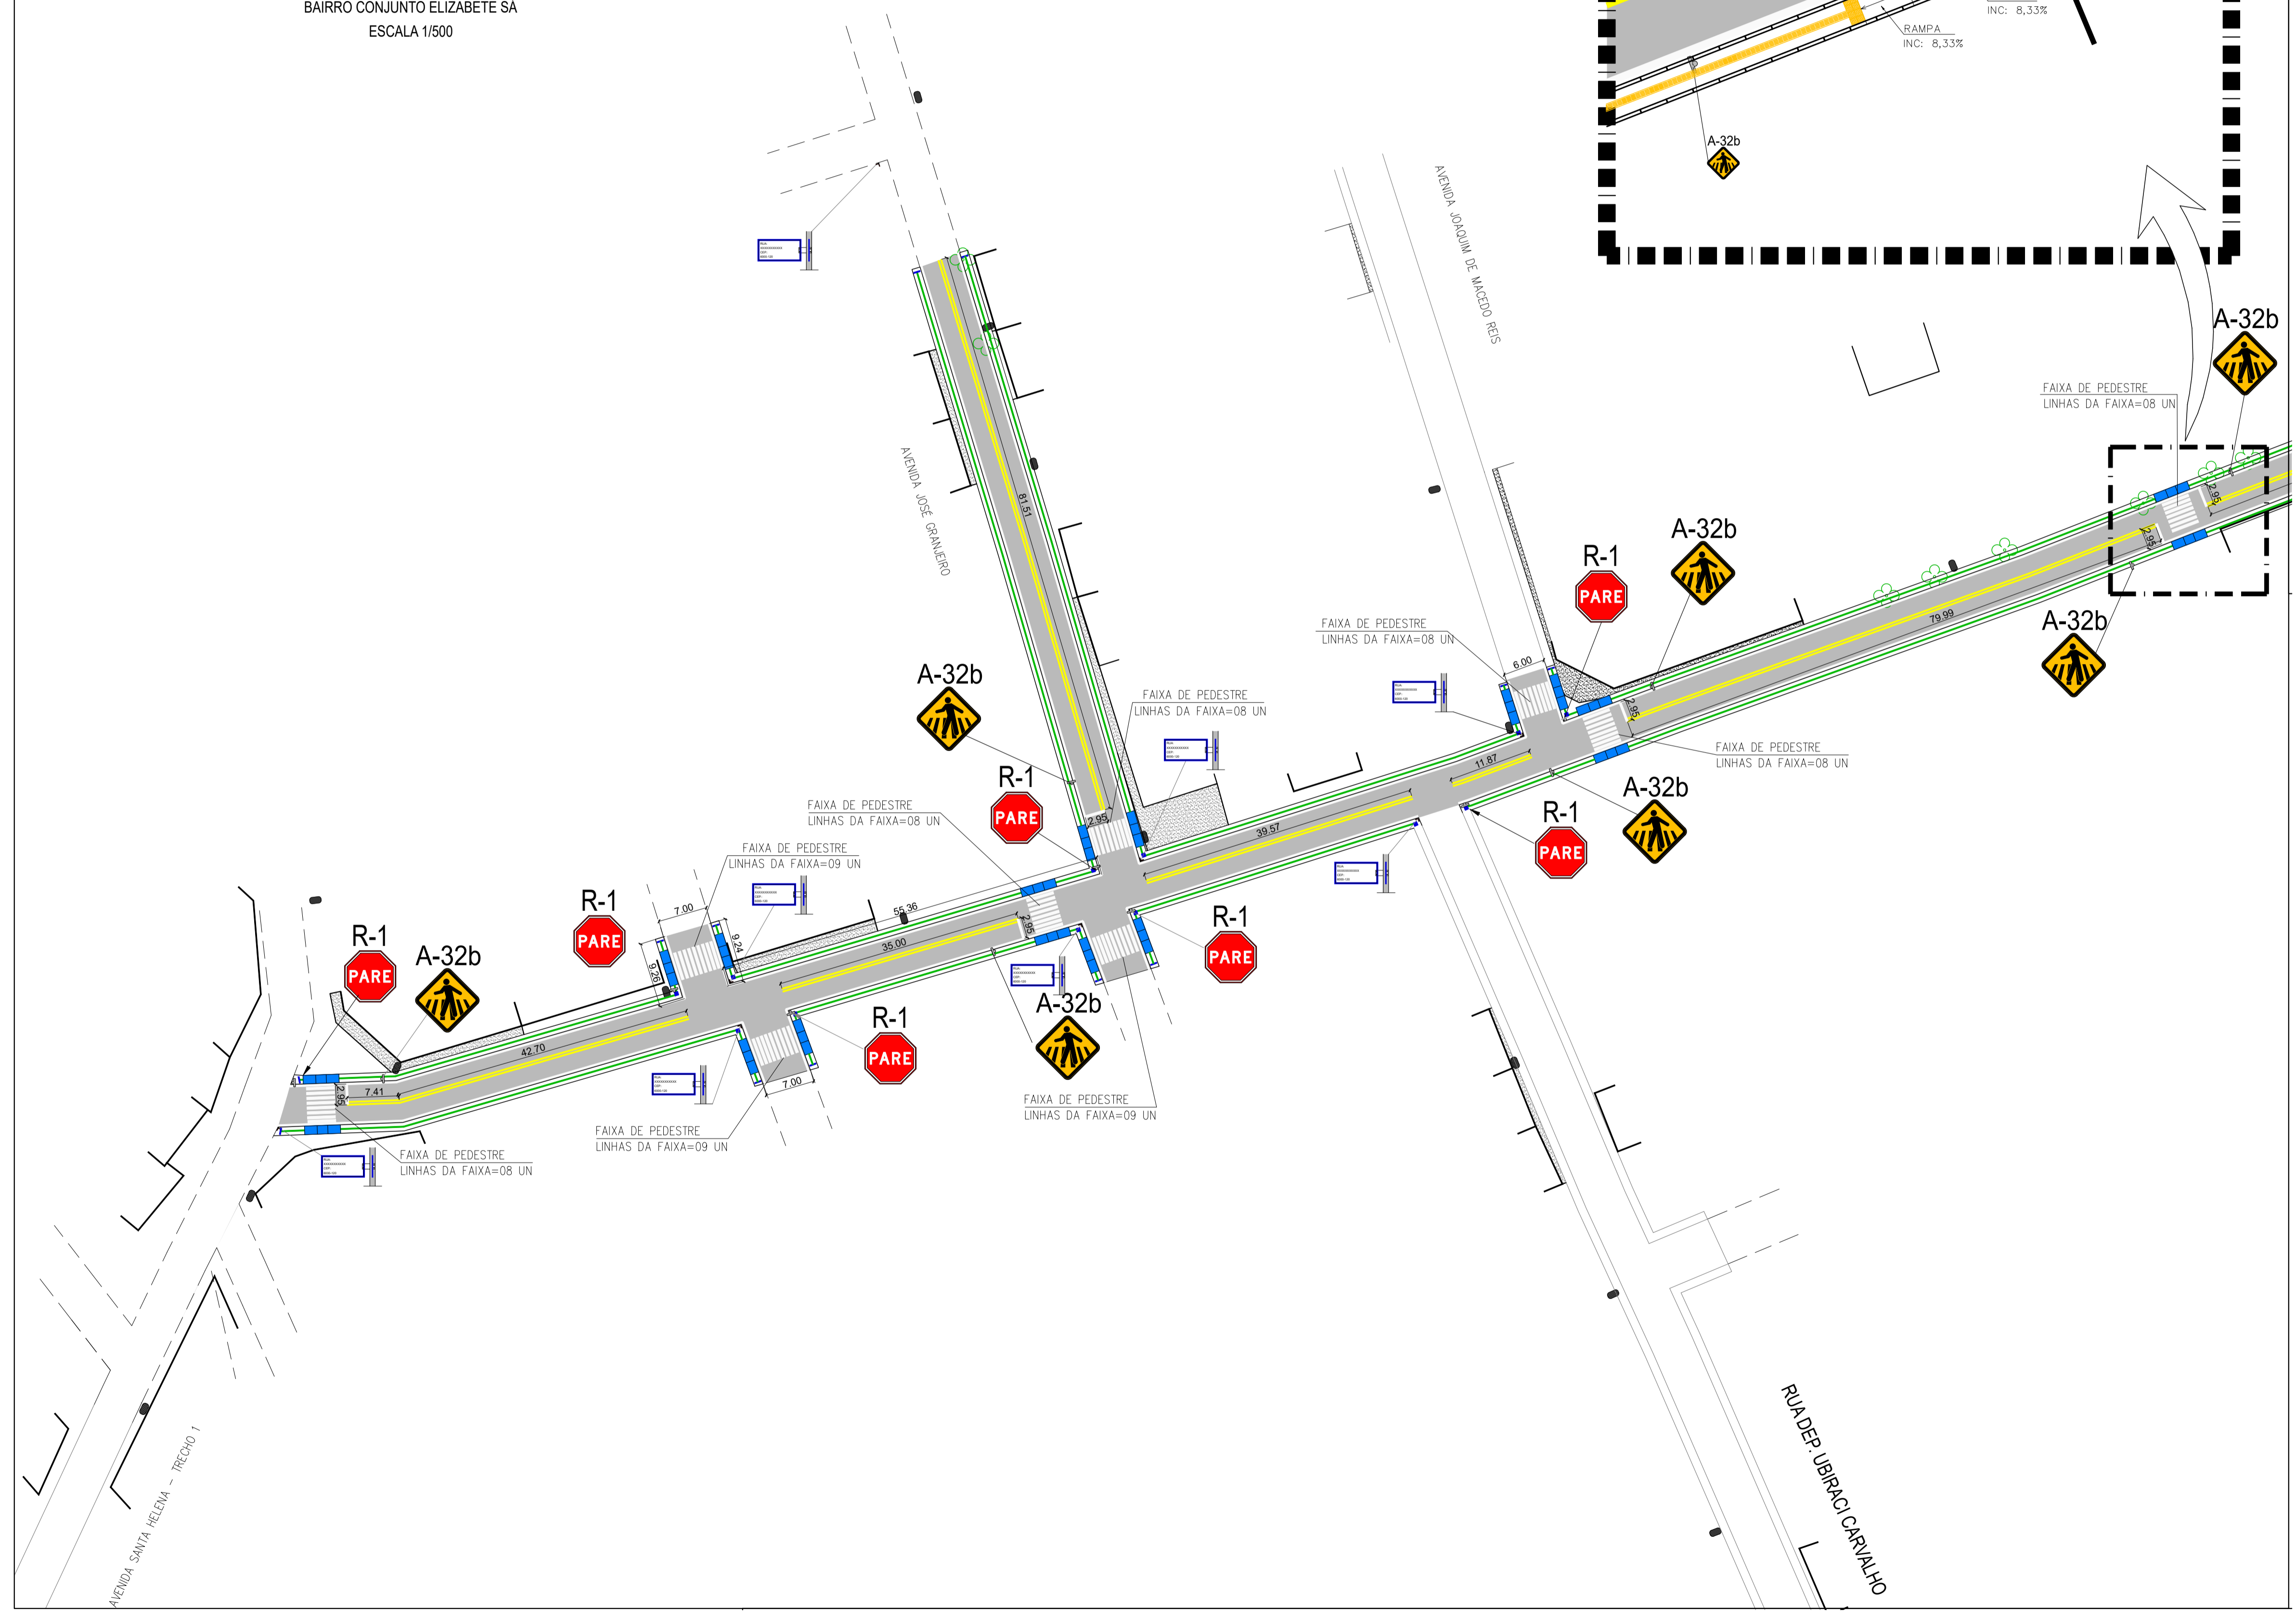 BAIRRO CONJUNTO ELIZABETE SÁ
ESCALA 1/500
INC: 8,33%
RAMPA
INC: 8,33%
A-32b
AVENIDA JOAQUIM DE MACEDO REIS
A-32b
FAIXA DE PEDESTRE
LINHAS DA FAIXA=08 UN
2.95
2.95
A-32b
79.99
AVENIDA JOSÉ GRANJEIRO
81.51
A-32b
R-1
PARE
FAIXA DE PEDESTRE
LINHAS DA FAIXA=08 UN
6.00
2.95
FAIXA DE PEDESTRE
LINHAS DA FAIXA=08 UN
A-32b
R-1
PARE
11.87
39.57
A-32b
R-1
PARE
2.95
FAIXA DE PEDESTRE
LINHAS DA FAIXA=08 UN
FAIXA DE PEDESTRE
LINHAS DA FAIXA=08 UN
FAIXA DE PEDESTRE
LINHAS DA FAIXA=09 UN
55.36
35.00
2.95
R-1
PARE
R-1
PARE
7.00
9.24
9.26
R-1
PARE
A-32b
R-1
PARE
A-32b
7.00
42.70
7.41
2.95
FAIXA DE PEDESTRE
LINHAS DA FAIXA=09 UN
FAIXA DE PEDESTRE
LINHAS DA FAIXA=09 UN
FAIXA DE PEDESTRE
LINHAS DA FAIXA=08 UN
AVENIDA SANTA HELENA - TRECHO 1
RUA DEP. UBIRACI CARVALHO